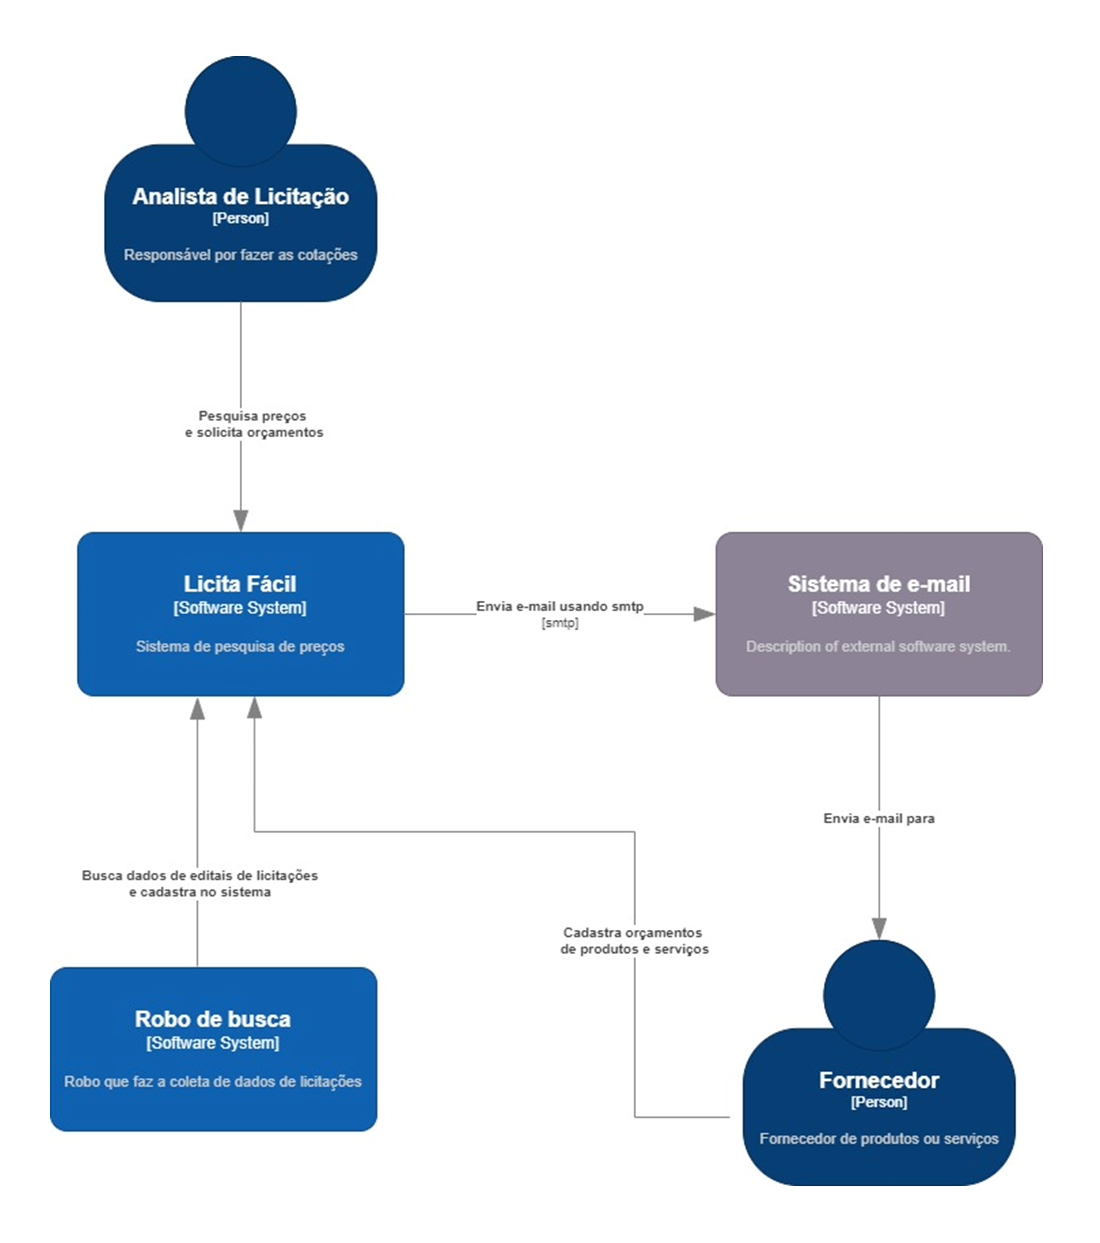 Analista de Licitação
[Person]
Responsável por fazer as cotações
Pesquisa preços
e solicita orçamentos
Licita Fácil
[Software System]
Sistema de pesquisa de preços
Envia e-mail usando smtp
[smtp]
Sistema de e-mail
[Software System]
Description of external software system.
Envia e-mail para
Busca dados de editais de licitações
e cadastra no sistema
Cadastra orçamentos
de produtos e serviços
Robo de busca
[Software System]
Robo que faz a coleta de dados de licitações
Fornecedor
[Person]
Fornecedor de produtos ou serviços